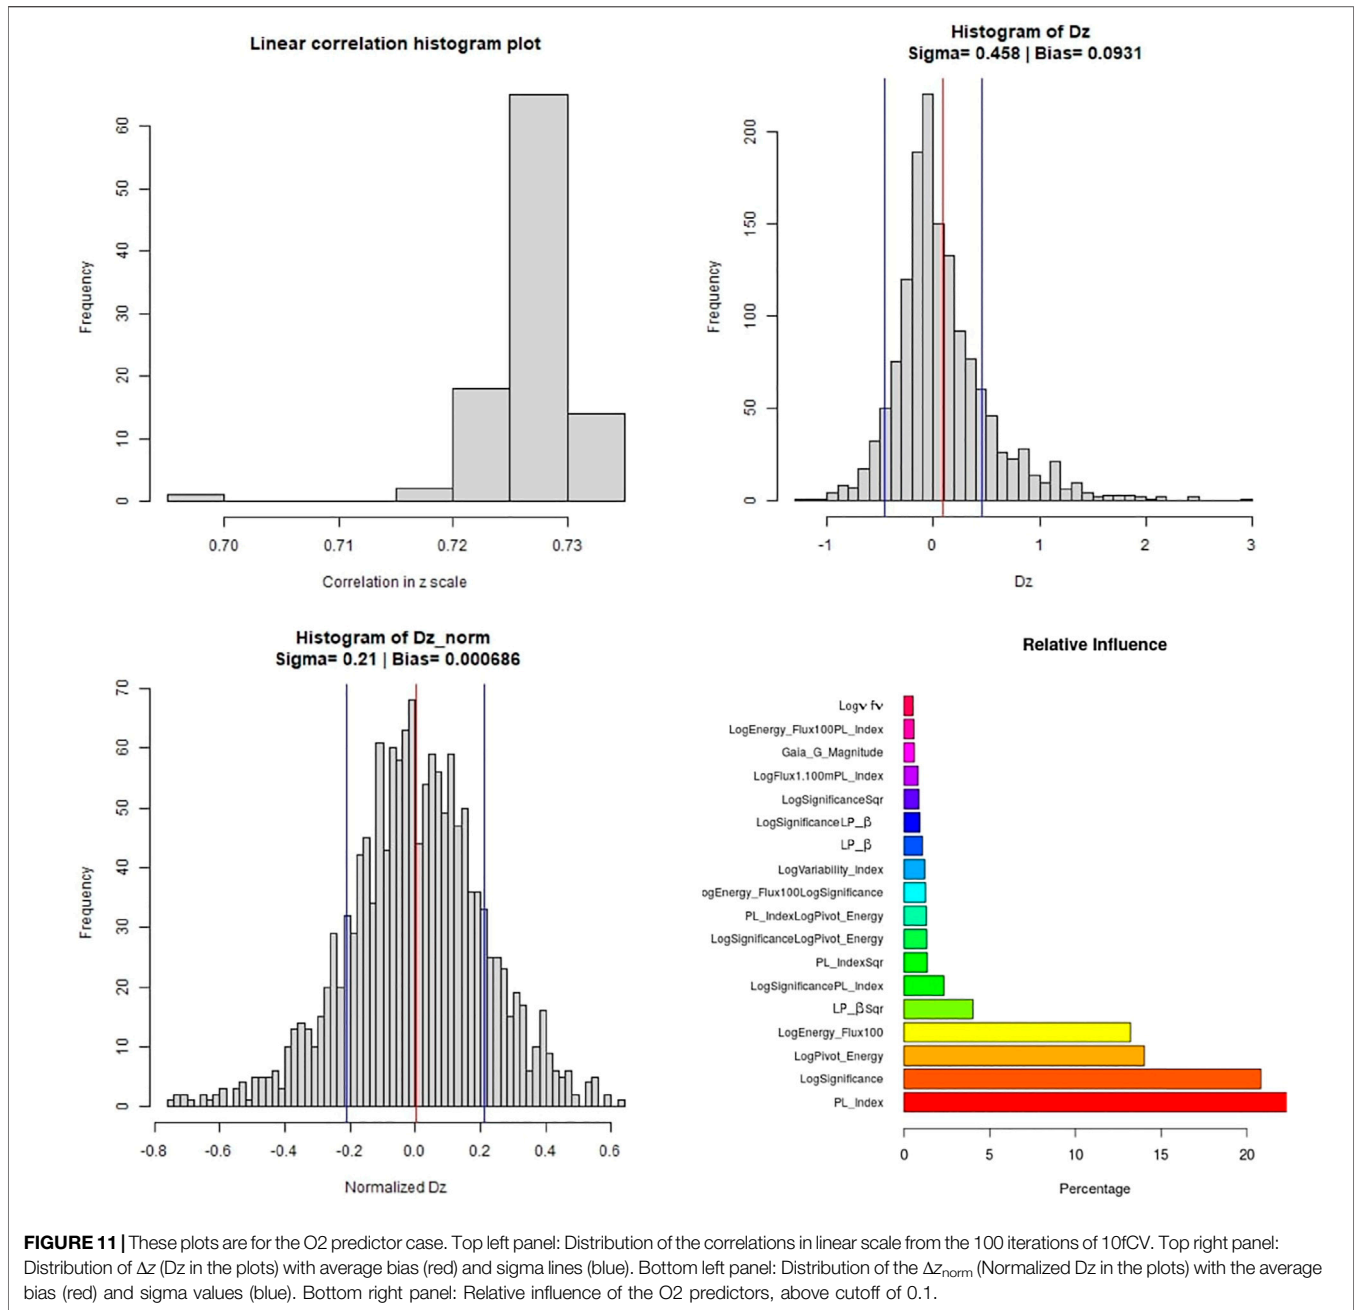 Linear correlation histogram plot
Frequency
0
10
20
30
40
50
60
0.70
0.71
0.72
0.73
Correlation in z scale
Histogram of Dz
Sigma= 0.458 | Bias= 0.0931
Frequency
0
50
100
150
200
-1
0
1
2
3
Dz
Histogram of Dz_norm
Sigma= 0.21 | Bias= 0.000686
Frequency
0
10
20
30
40
50
60
70
-0.8
-0.6
-0.4
-0.2
0.0
0.2
0.4
0.6
Normalized Dz
Relative Influence
Logν fν
LogEnergy_Flux100PL_Index
Gaia_G_Magnitude
LogFlux1.100mPL_Index
LogSignificanceSqr
LogSignificanceLP_β
LP_β
LogVariability_Index
ogEnergy_Flux100LogSignificance
PL_IndexLogPivot_Energy
LogSignificanceLogPivot_Energy
PL_IndexSqr
LogSignificancePL_Index
LP_βSqr
LogEnergy_Flux100
LogPivot_Energy
LogSignificance
PL_Index
0
5
10
15
20
Percentage
FIGURE 11 | These plots are for the O2 predictor case. Top left panel: Distribution of the correlations in linear scale from the 100 iterations of 10fCV. Top right panel:
Distribution of Δz (Dz in the plots) with average bias (red) and sigma lines (blue). Bottom left panel: Distribution of the Δznorm (Normalized Dz in the plots) with the average
bias (red) and sigma values (blue). Bottom right panel: Relative influence of the O2 predictors, above cutoff of 0.1.